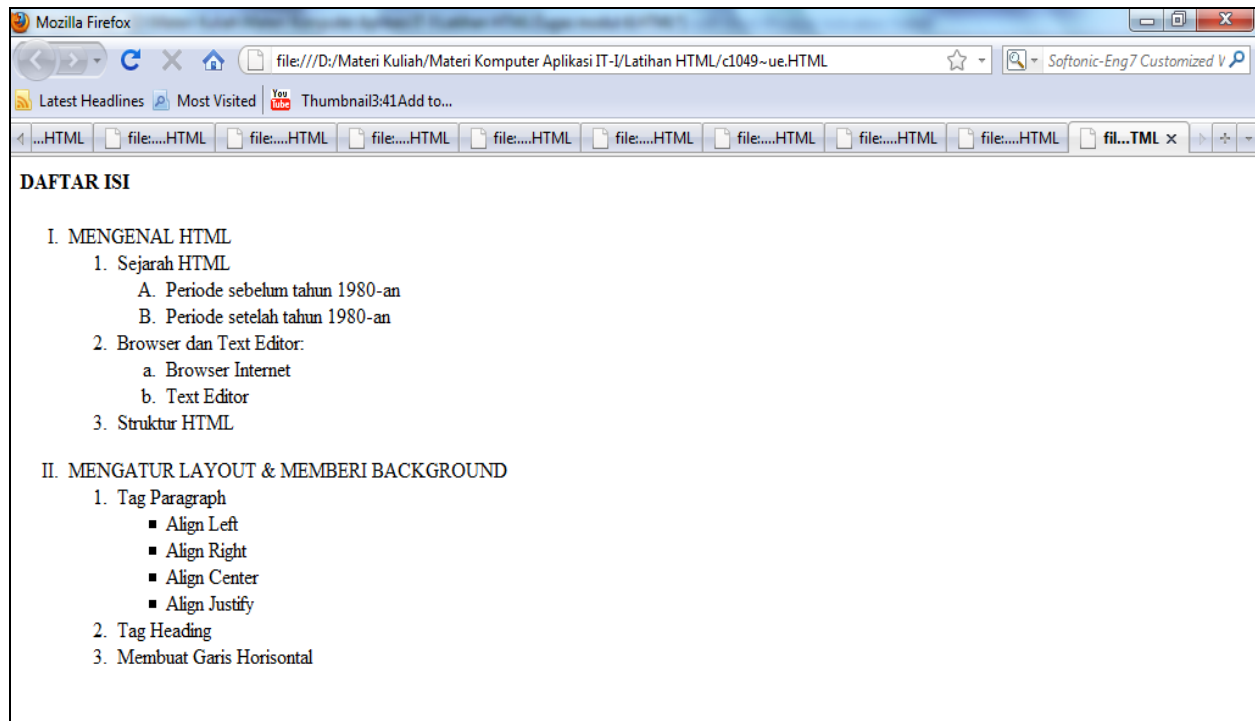 Mozilla Firefox
file:///D:/Materi Kuliah/Materi Komputer Aplikasi IT-I/Latihan HTML/c1049~ue.HTML
Softonic-Eng7 Customized
Latest Headlines Most Visited You Tube Thumbnail3:41Add to...
...HTML file:....HTML file:....HTML file:....HTML file:....HTML file:....HTML file:....HTML file:....HTML file:....HTML fil...TML
DAFTAR ISI
I. MENGENAL HTML
1. Sejarah HTML
A. Periode sebelum tahun 1980-an
B. Periode setelah tahun 1980-an
2. Browser dan Text Editor:
a. Browser Internet
b. Text Editor
3. Struktur HTML
II. MENGATUR LAYOUT & MEMBERI BACKGROUND
1. Tag Paragraph
Align Left
Align Right
Align Center
Align Justify
2. Tag Heading
3. Membuat Garis Horisontal